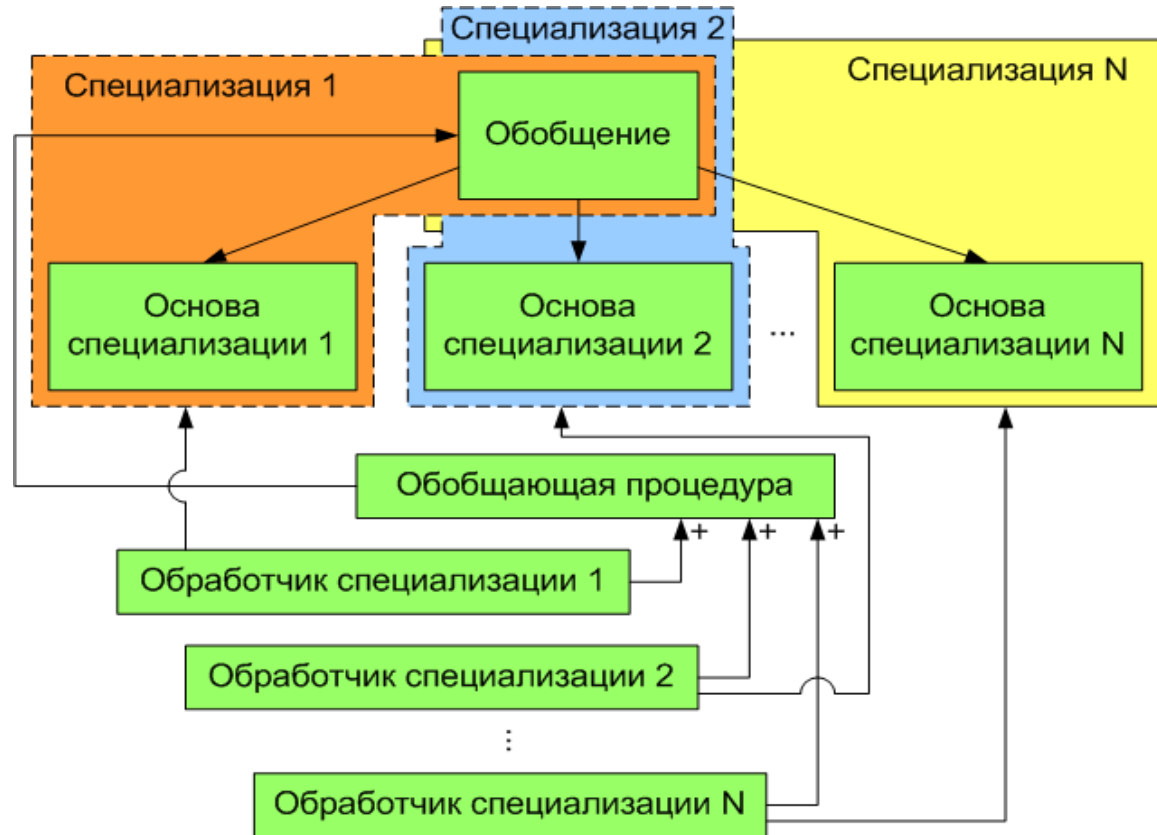 Специализация 2
Специализация 1
Специализация N
Обобщение
Основа
специализации 1
Основа
специализации 2
...
Основа
специализации N
Обобщающая процедура
+
+
+
Обработчик специализации 1
Обработчик специализации 2
...
Обработчик специализации N